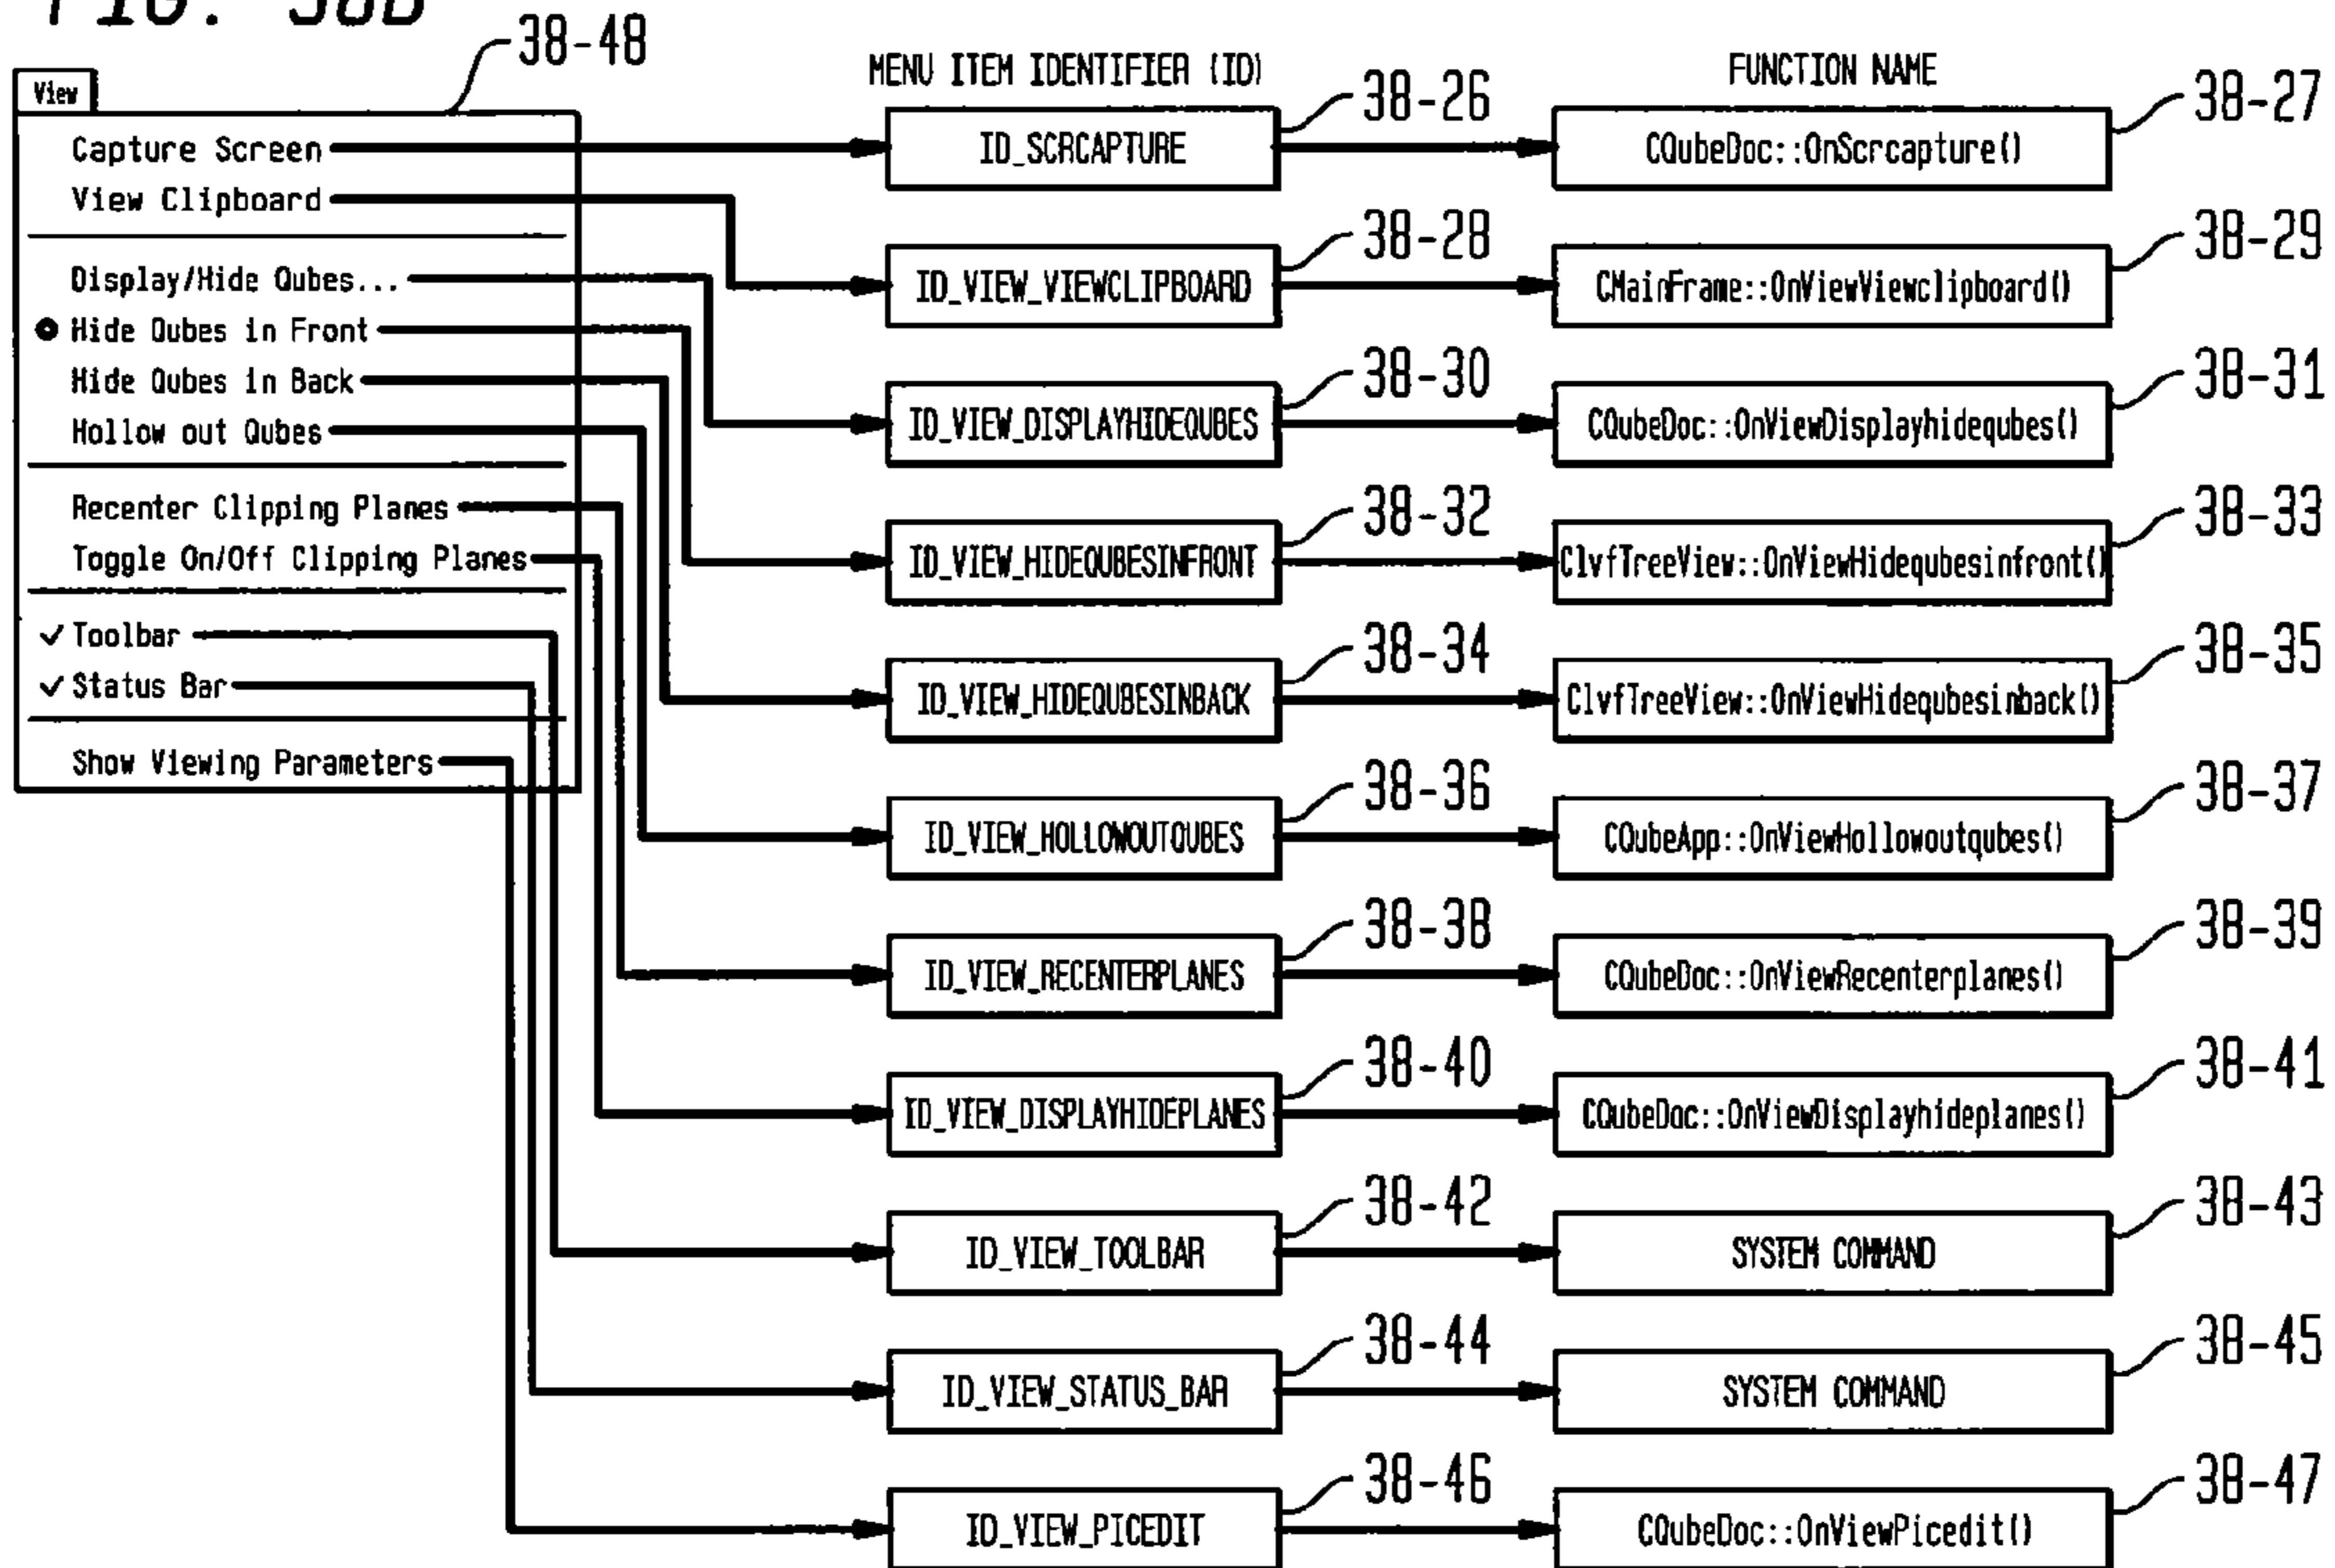 FIG. 38B
38-48
View
Capture Screen
View Clipboard
Display/Hide Qubes...
Hide Qubes in Front
Hide Qubes in Back
Hollow out Qubes
Recenter Clipping Planes
Toggle On/Off Clipping Planes
✓ Toolbar
✓ Status Bar
Show Viewing Parameters
MENU ITEM IDENTIFIER (ID)
FUNCTION NAME
38-26
38-27
ID_SCRCAPTURE
CQubeDoc::OnScrcapture()
38-28
38-29
ID_VIEW_VIEWCLIPBOARD
CMainFrame::OnViewViewclipboard()
38-30
38-31
ID_VIEW_DISPLAYHIDEQUBES
CQubeDoc::OnViewDisplayhidequbes()
38-32
38-33
ID_VIEW_HIDEQUBESINFRONT
ClvfTreeView::OnViewHidequbesinfront()
38-34
38-35
ID_VIEW_HIDEQUBESINBACK
ClvfTreeView::OnViewHidequbesinback()
38-36
38-37
ID_VIEW_HOLLOWOUTQUBES
CQubeApp::OnViewHollowoutqubes()
38-38
38-39
ID_VIEW_RECENTERPLANES
CQubeDoc::OnViewRecenterplanes()
38-40
38-41
ID_VIEW_DISPLAYHIDEPLANES
CQubeDoc::OnViewDisplayhideplanes()
38-42
38-43
ID_VIEW_TOOLBAR
SYSTEM COMMAND
38-44
38-45
ID_VIEW_STATUS_BAR
SYSTEM COMMAND
38-46
38-47
ID_VIEW_PICEDIT
CQubeDoc::OnViewPicedit()